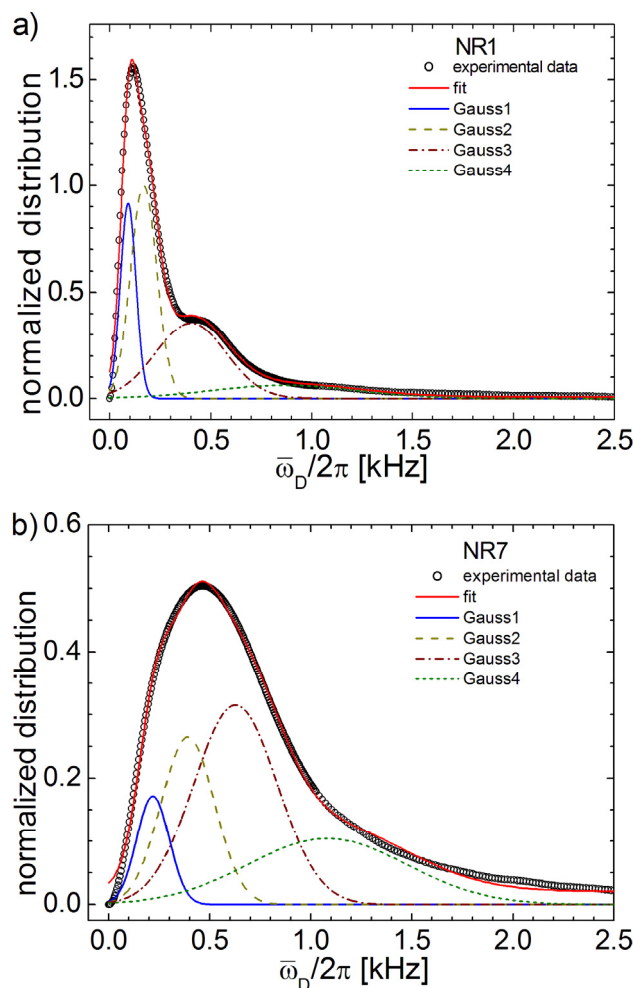 a)
NR1
experimental data
fit
Gauss1
Gauss2
Gauss3
Gauss4
normalized distribution
1.5
1.0
0.5
0.0
0.0 0.5 1.0 1.5 2.0 2.5
ω̅_D/2π [kHz]
b)
NR7
experimental data
fit
Gauss1
Gauss2
Gauss3
Gauss4
normalized distribution
0.6
0.4
0.2
0.0
0.0 0.5 1.0 1.5 2.0 2.5
ω̅_D/2π [kHz]